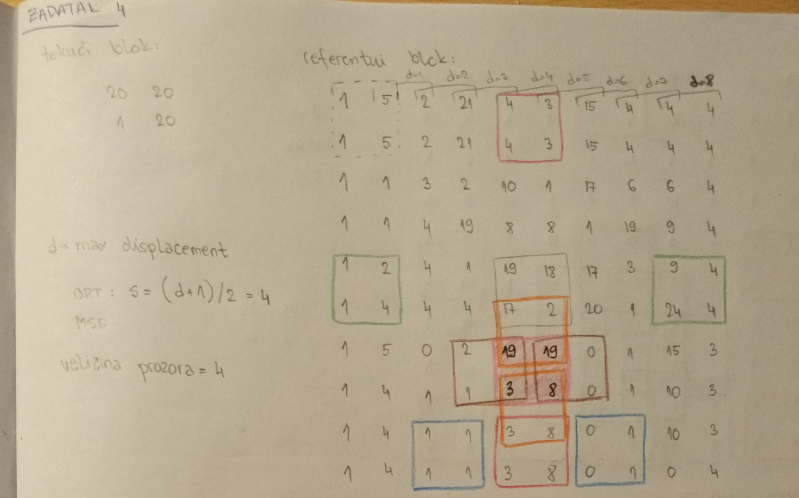 ZADATAK 4
tekući blok:
20 20
1 20
d = max displacement
ORT: s = (d+1)/2 = 4
MSE
veličina prozora = 4
referentni blok:
d=1 d=2 d=3 d=4 d=5 d=6 d=7 d=8
1 5 2 21 4 3 15 4 4 4
1 5 2 21 4 3 15 4 4 4
1 1 3 2 10 1 17 6 6 4
1 1 4 19 8 8 1 19 9 4
1 2 4 1 19 18 17 3 9 4
1 4 4 4 17 2 20 1 24 4
1 5 0 2 19 19 0 1 15 3
1 4 1 1 3 8 0 1 10 3
1 4 1 1 3 8 0 1 10 3
1 4 1 1 3 8 0 1 0 4